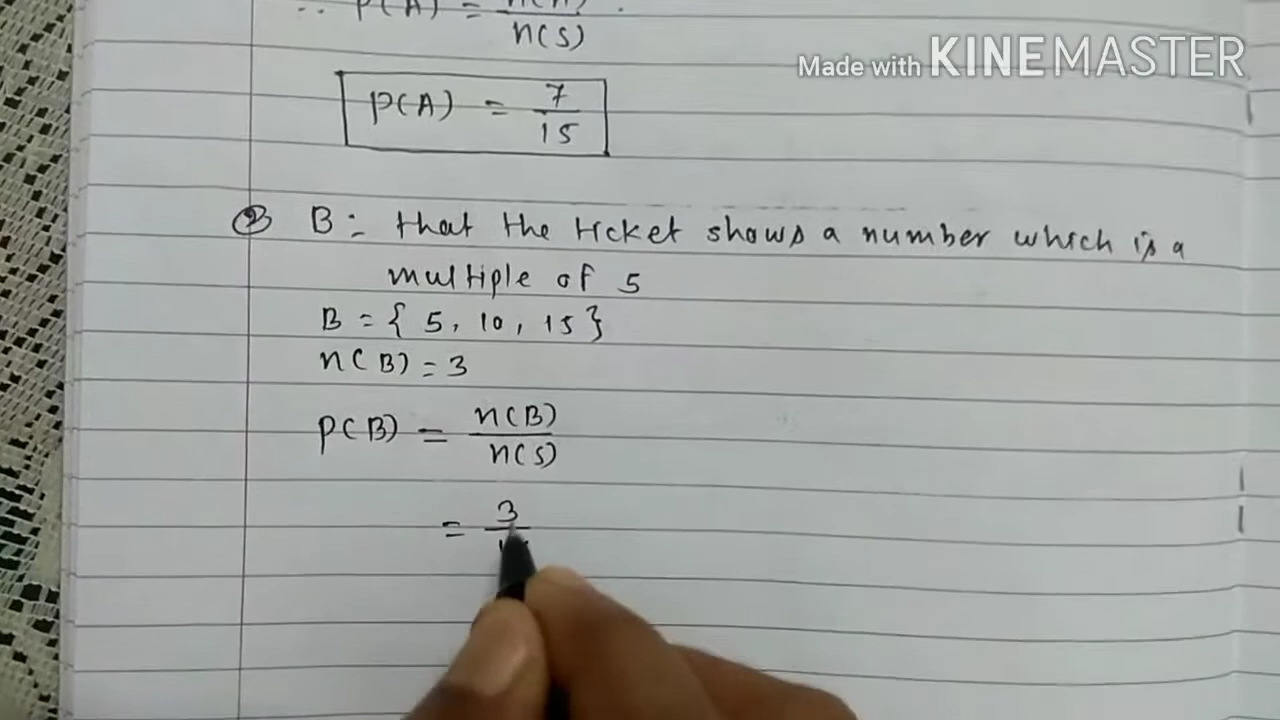 ∴ P(A) = n(A)
n(S)
Made with KINEMASTER
P(A) = 7/15
② B: that the ticket shows a number which is a
multiple of 5
B = { 5, 10, 15 }
n(B) = 3
P(B) = n(B)/n(S)
= 3/